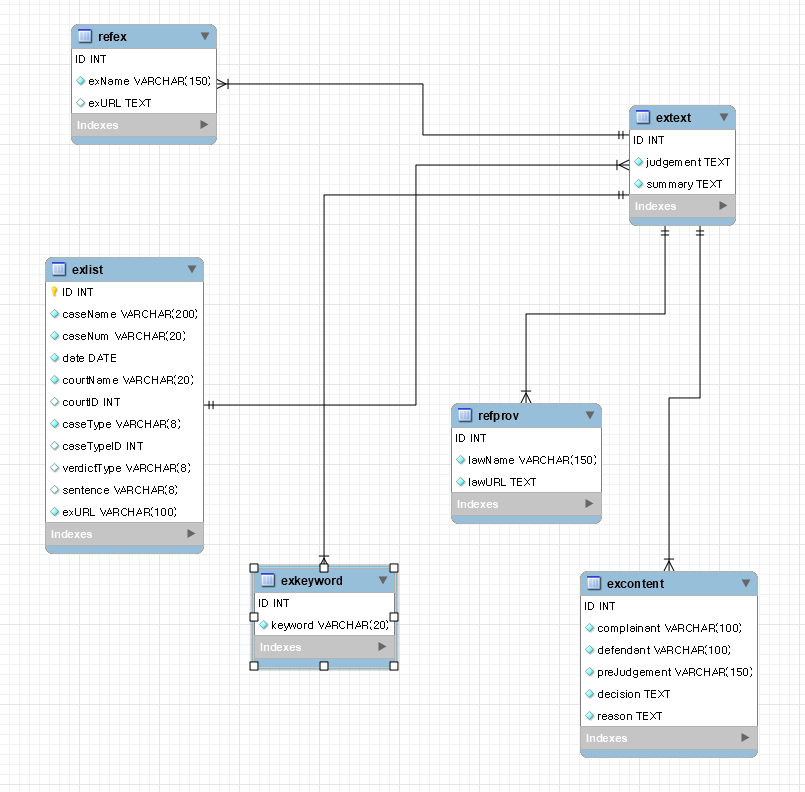 refex
ID INT
exName VARCHAR(150)
exURL TEXT
Indexes
extext
ID INT
judgement TEXT
summary TEXT
Indexes
exlist
ID INT
caseName VARCHAR(200)
caseNum VARCHAR(20)
date DATE
courtName VARCHAR(20)
courtID INT
caseType VARCHAR(8)
caseTypeID INT
verdictType VARCHAR(8)
sentence VARCHAR(8)
exURL VARCHAR(100)
Indexes
refprov
ID INT
lawName VARCHAR(150)
lawURL TEXT
Indexes
exkeyword
ID INT
keyword VARCHAR(20)
Indexes
excontent
ID INT
complainant VARCHAR(100)
defendent VARCHAR(100)
preJudgement VARCHAR(150)
decision TEXT
reason TEXT
Indexes